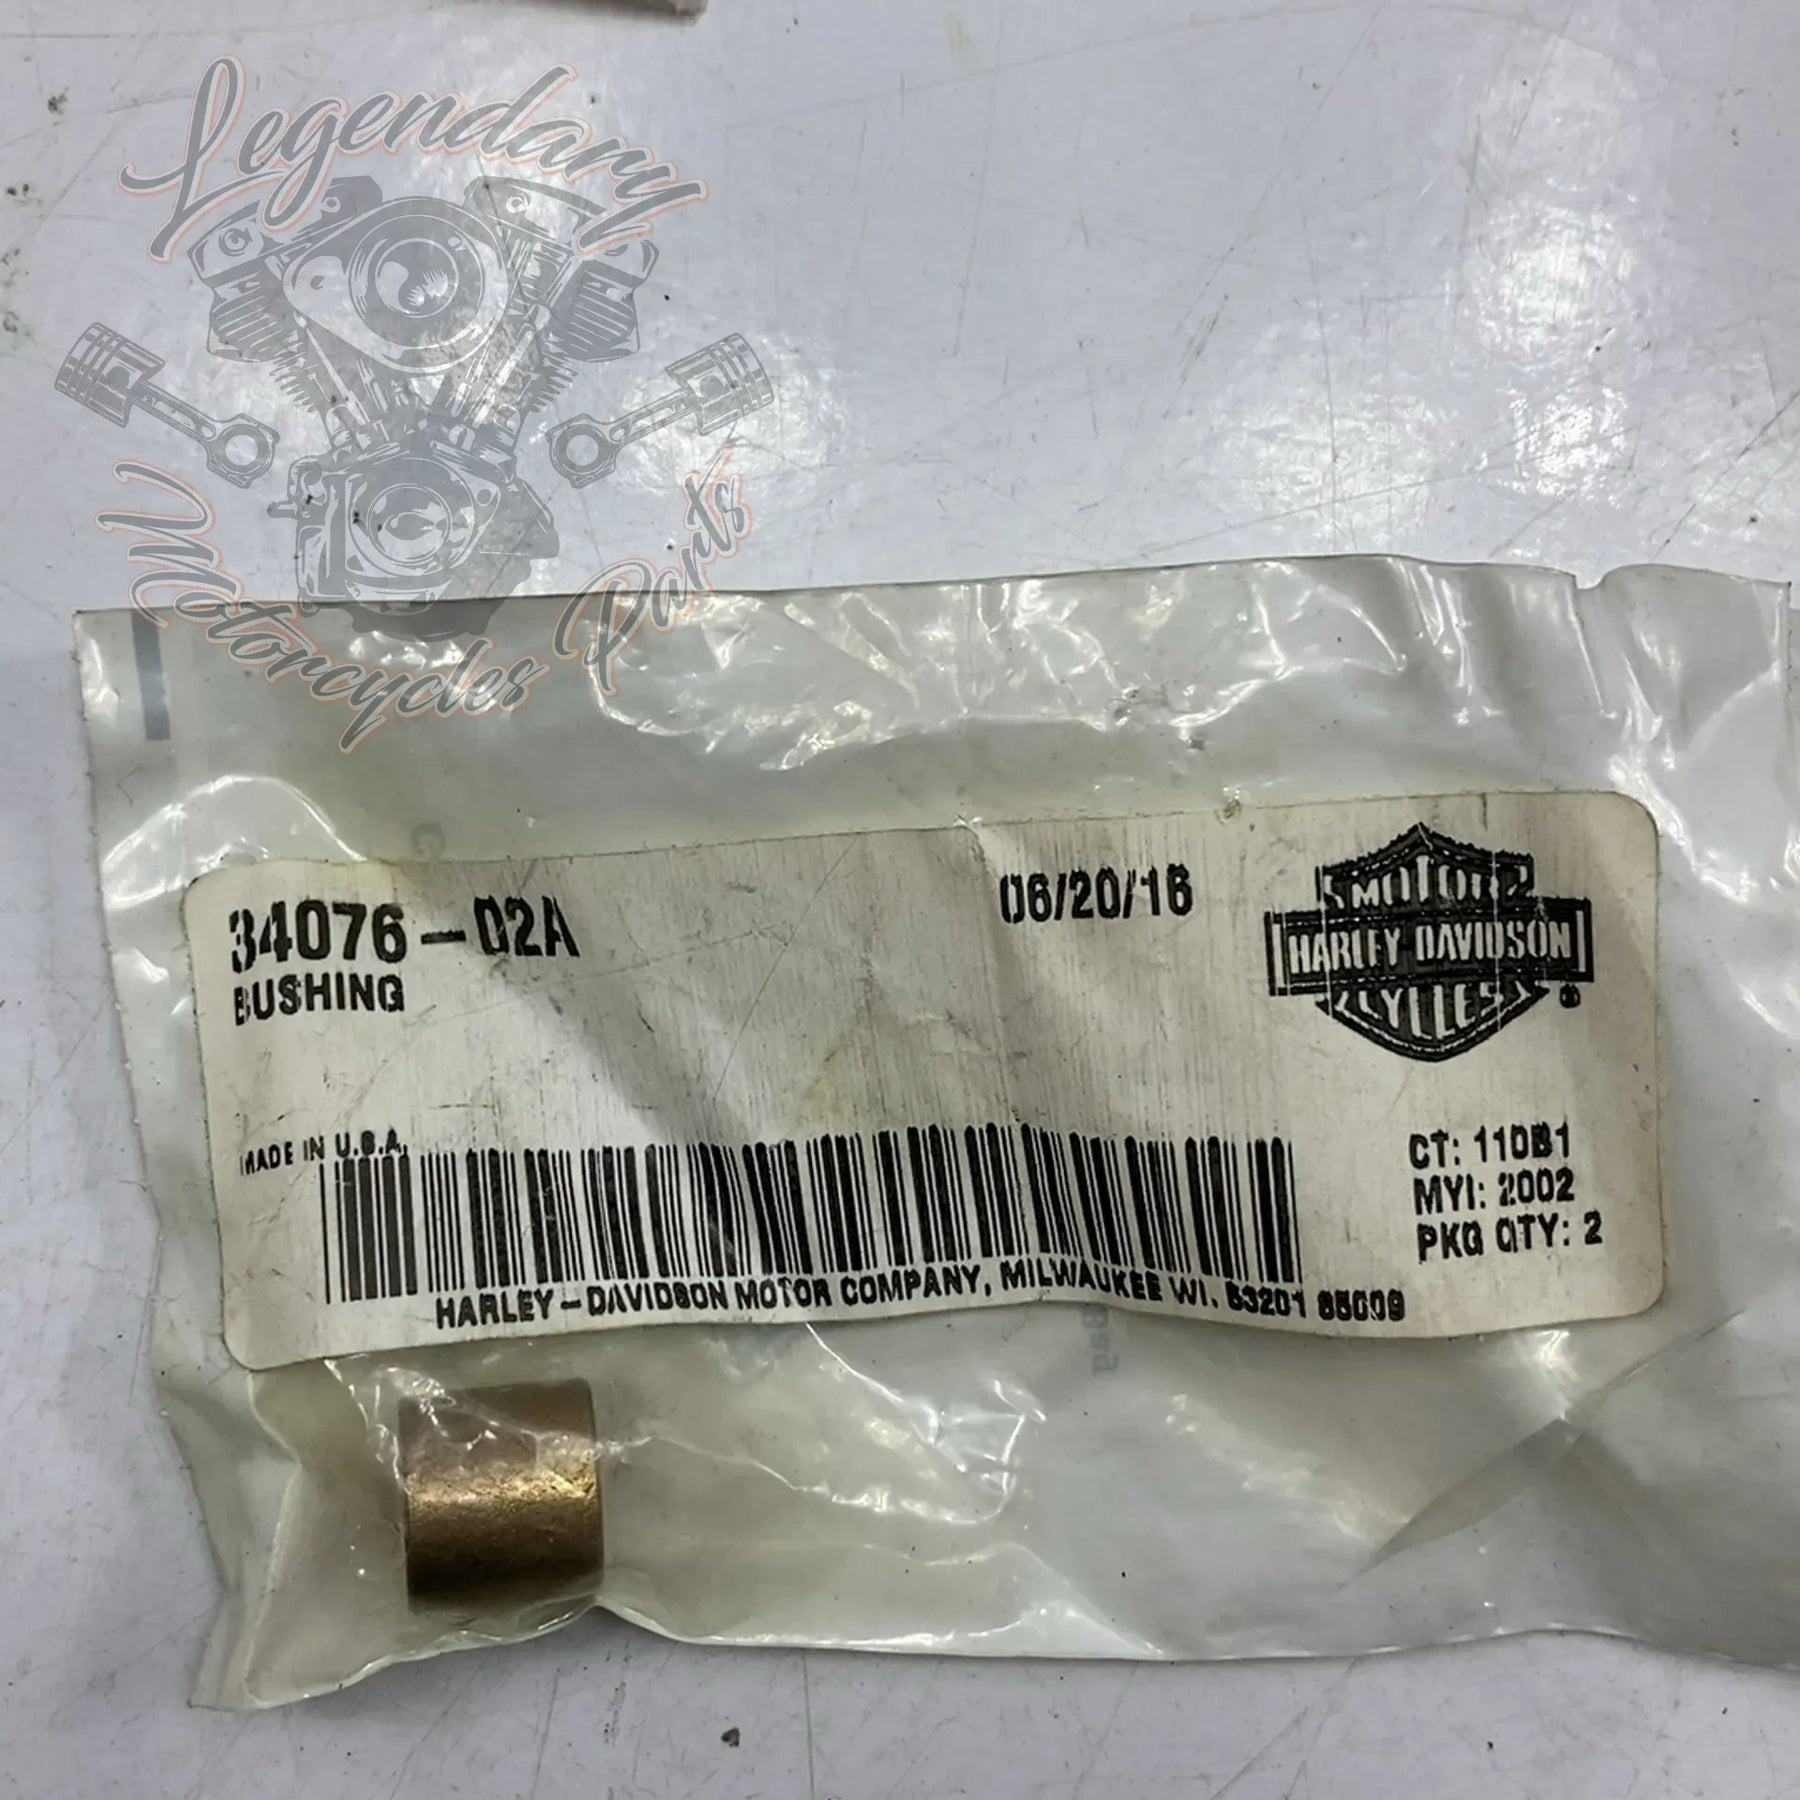 Legendary
Motorcycles Parts
34076-02A
BUSHING
06/20/16
MOTOR
HARLEY-DAVIDSON
CYCLES
®
MADE IN U.S.A.
CT: 110B1
MYI: 2002
PKG QTY: 2
HARLEY-DAVIDSON MOTOR COMPANY, MILWAUKEE WI. 53201 85009
Bag